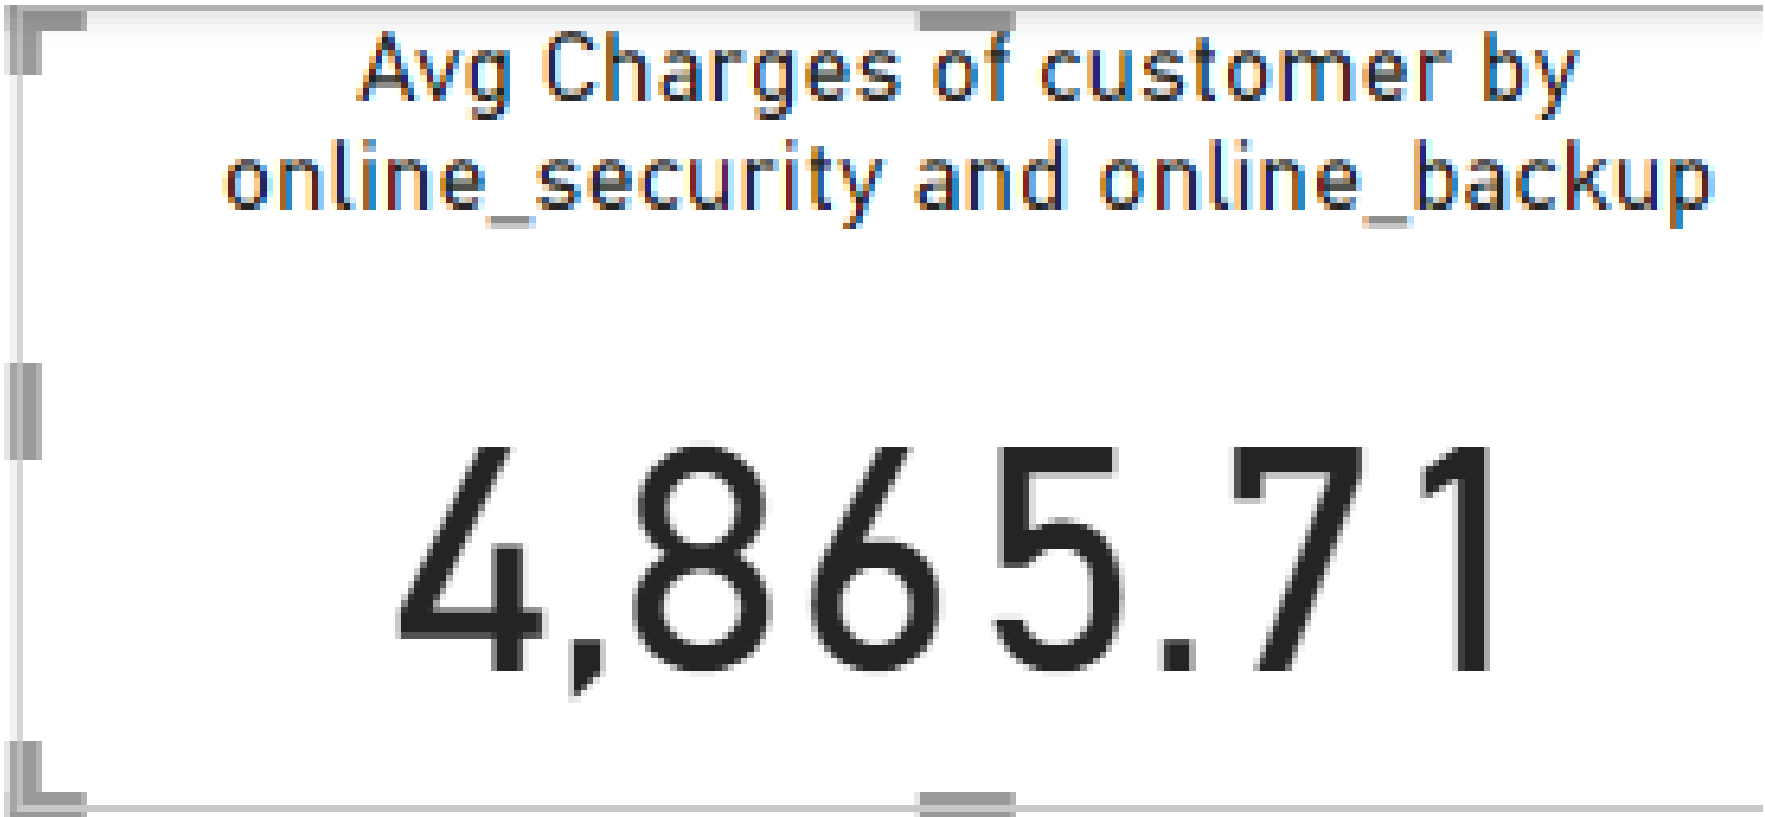 Avg Charges of customer by
online_security and online_backup
4,865.71